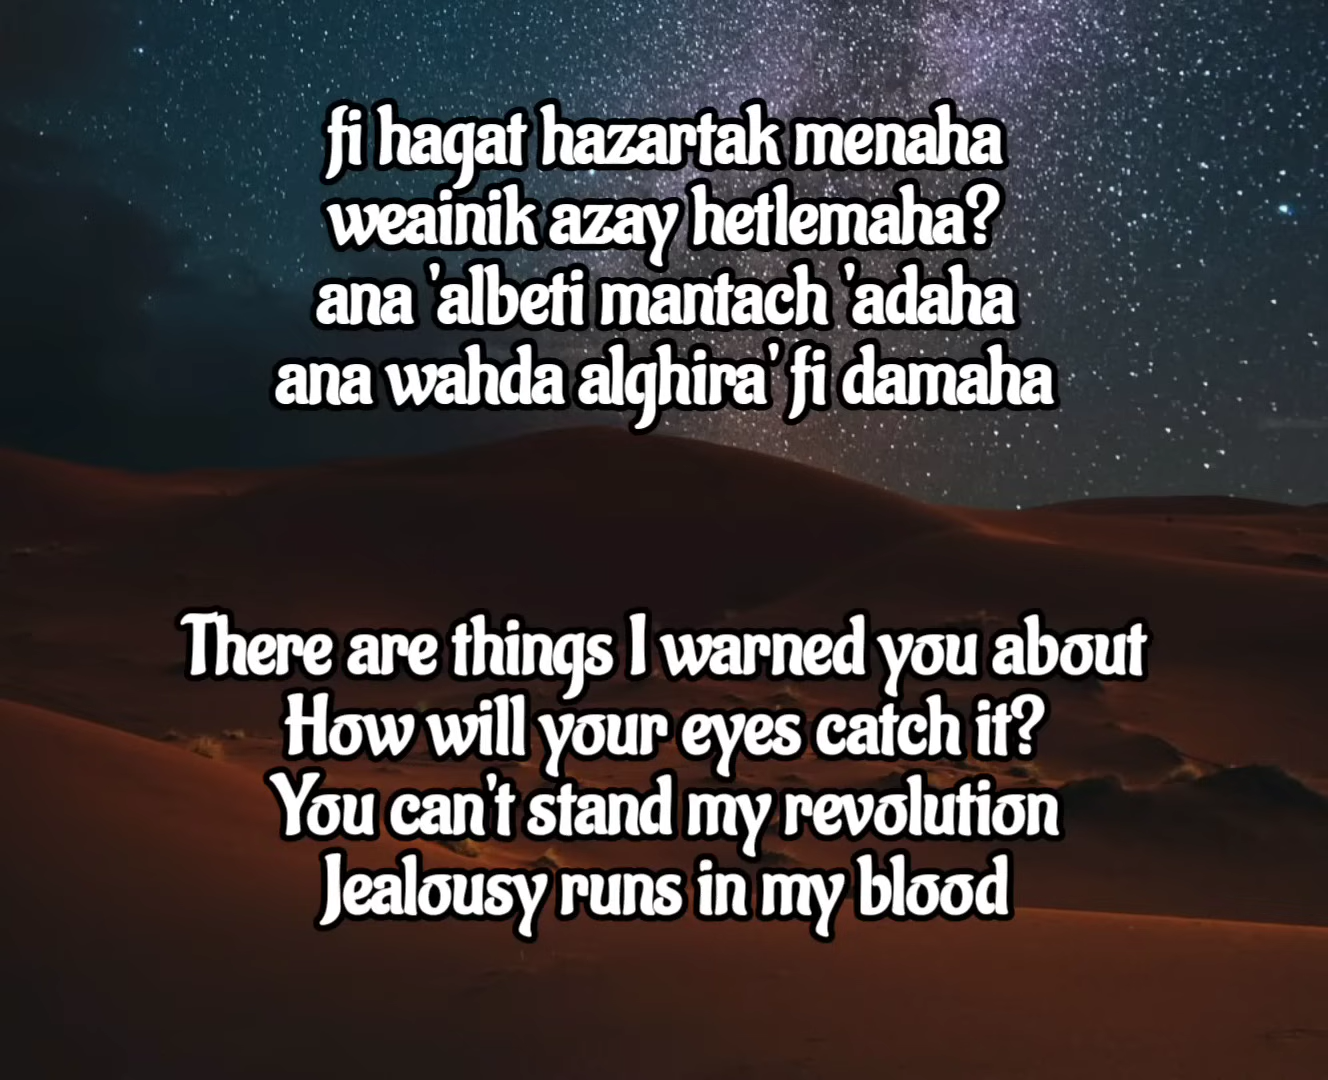 fi hagat hazartak menaha
weainik azay hetlemaha?
ana 'albeti mantach 'adaha
ana wahda alghira' fi damaha
There are things I warned you about
How will your eyes catch it?
You can't stand my revolution
Jealousy runs in my blood